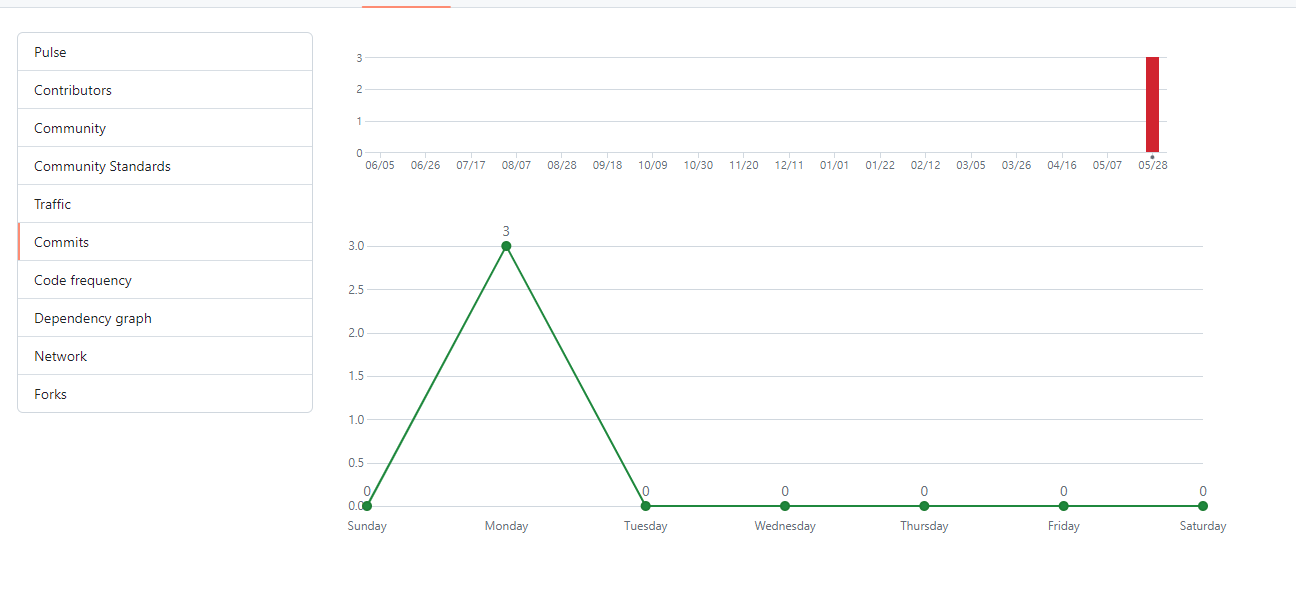 Pulse
Contributors
Community
Community Standards
Traffic
Commits
Code frequency
Dependency graph
Network
Forks
3
2
1
0
06/05 06/26 07/17 08/07 08/28 09/18 10/09 10/30 11/20 12/11 01/01 01/22 02/12 03/05 03/26 04/16 05/07 05/28
3
3.0
2.5
2.0
1.5
1.0
0.5
0 0 0 0 0 0
0.0
Sunday Monday Tuesday Wednesday Thursday Friday Saturday